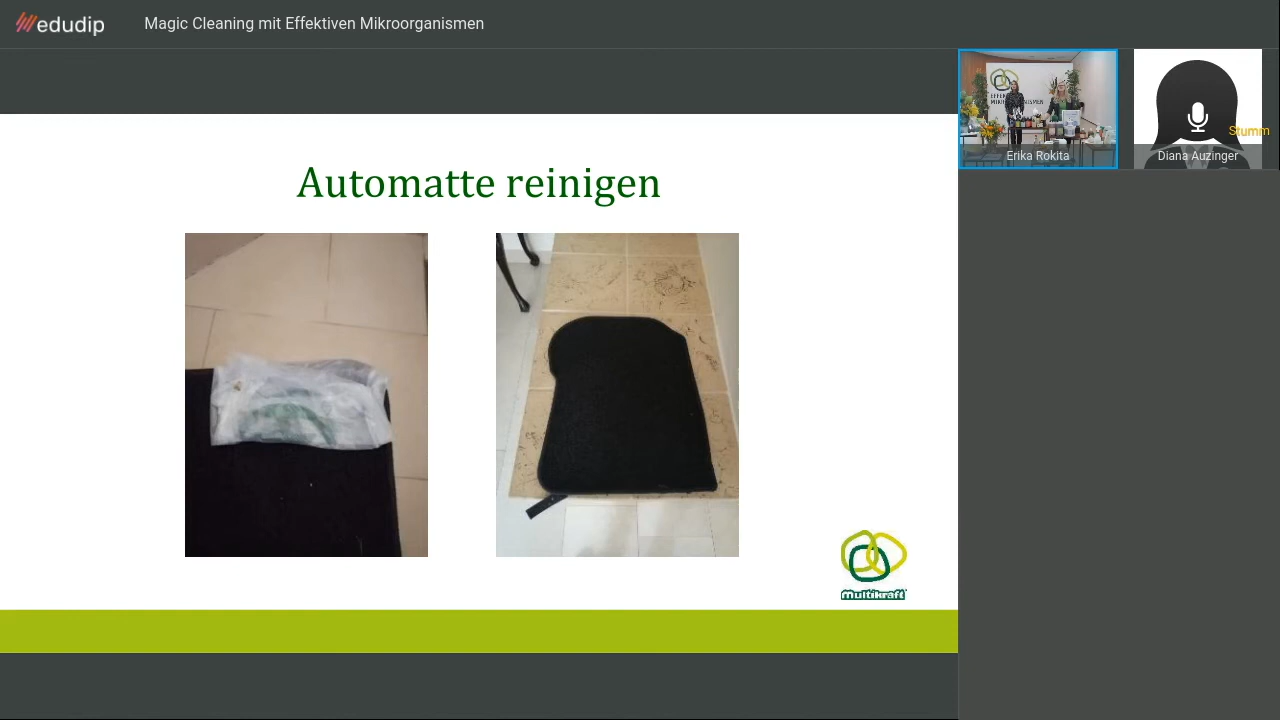 edudip
Magic Cleaning mit Effektiven Mikroorganismen
Automatte reinigen
multikraft
Erika Rokita
Stumm
Diana Auzinger